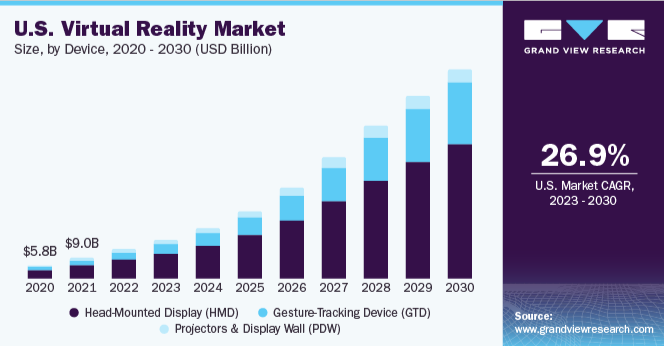 U.S. Virtual Reality Market
Size, by Device, 2020 - 2030 (USD Billion)
$5.8B
$9.0B
2020 2021 2022 2023 2024 2025 2026 2027 2028 2029 2030
Head-Mounted Display (HMD) Gesture-Tracking Device (GTD)
Projectors & Display Wall (PDW)
GRAND VIEW RESEARCH
26.9%
U.S. Market CAGR,
2023 - 2030
Source:
www.grandviewresearch.com